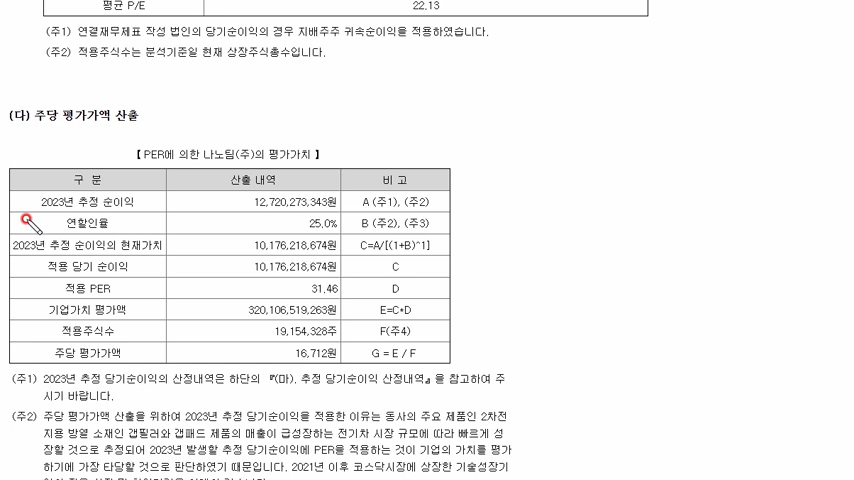 평균 P/E 22.13
(주1) 연결재무제표 작성 법인의 당기순이익의 경우 지배주주 귀속순이익을 적용하였습니다.
(주2) 적용주식수는 분석기준일 현재 상장주식총수입니다.
(다) 주당 평가가액 산출
【 PER에 의한 나노팀(주)의 평가가치 】
구 분 산출 내역 비 고
2023년 추정 순이익 12,720,273,343원 A (주1), (주2)
연할인율 25.0% B (주2), (주3)
2023년 추정 순이익의 현재가치 10,176,218,674원 C=A/[(1+B)^1]
적용 당기 순이익 10,176,218,674원 C
적용 PER 31.46 D
기업가치 평가액 320,106,519,263원 E=C*D
적용주식수 19,154,328주 F(주4)
주당 평가가액 16,712원 G = E / F
(주1) 2023년 추정 당기순이익의 산정내역은 하단의 『(마). 추정 당기순이익 산정내역』을 참고하여 주
시기 바랍니다.
(주2) 주당 평가가액 산출을 위하여 2023년 추정 당기순이익을 적용한 이유는 동사의 주요 제품인 2차전
지용 방열 소재인 갭필러와 갭패드 제품의 매출이 급성장하는 전기차 시장 규모에 따라 빠르게 성
장할 것으로 추정되어 2023년 발생할 추정 당기순이익에 PER을 적용하는 것이 기업의 가치를 평가
하기에 가장 타당할 것으로 판단하였기 때문입니다. 2021년 이후 코스닥시장에 상장한 기술성장기